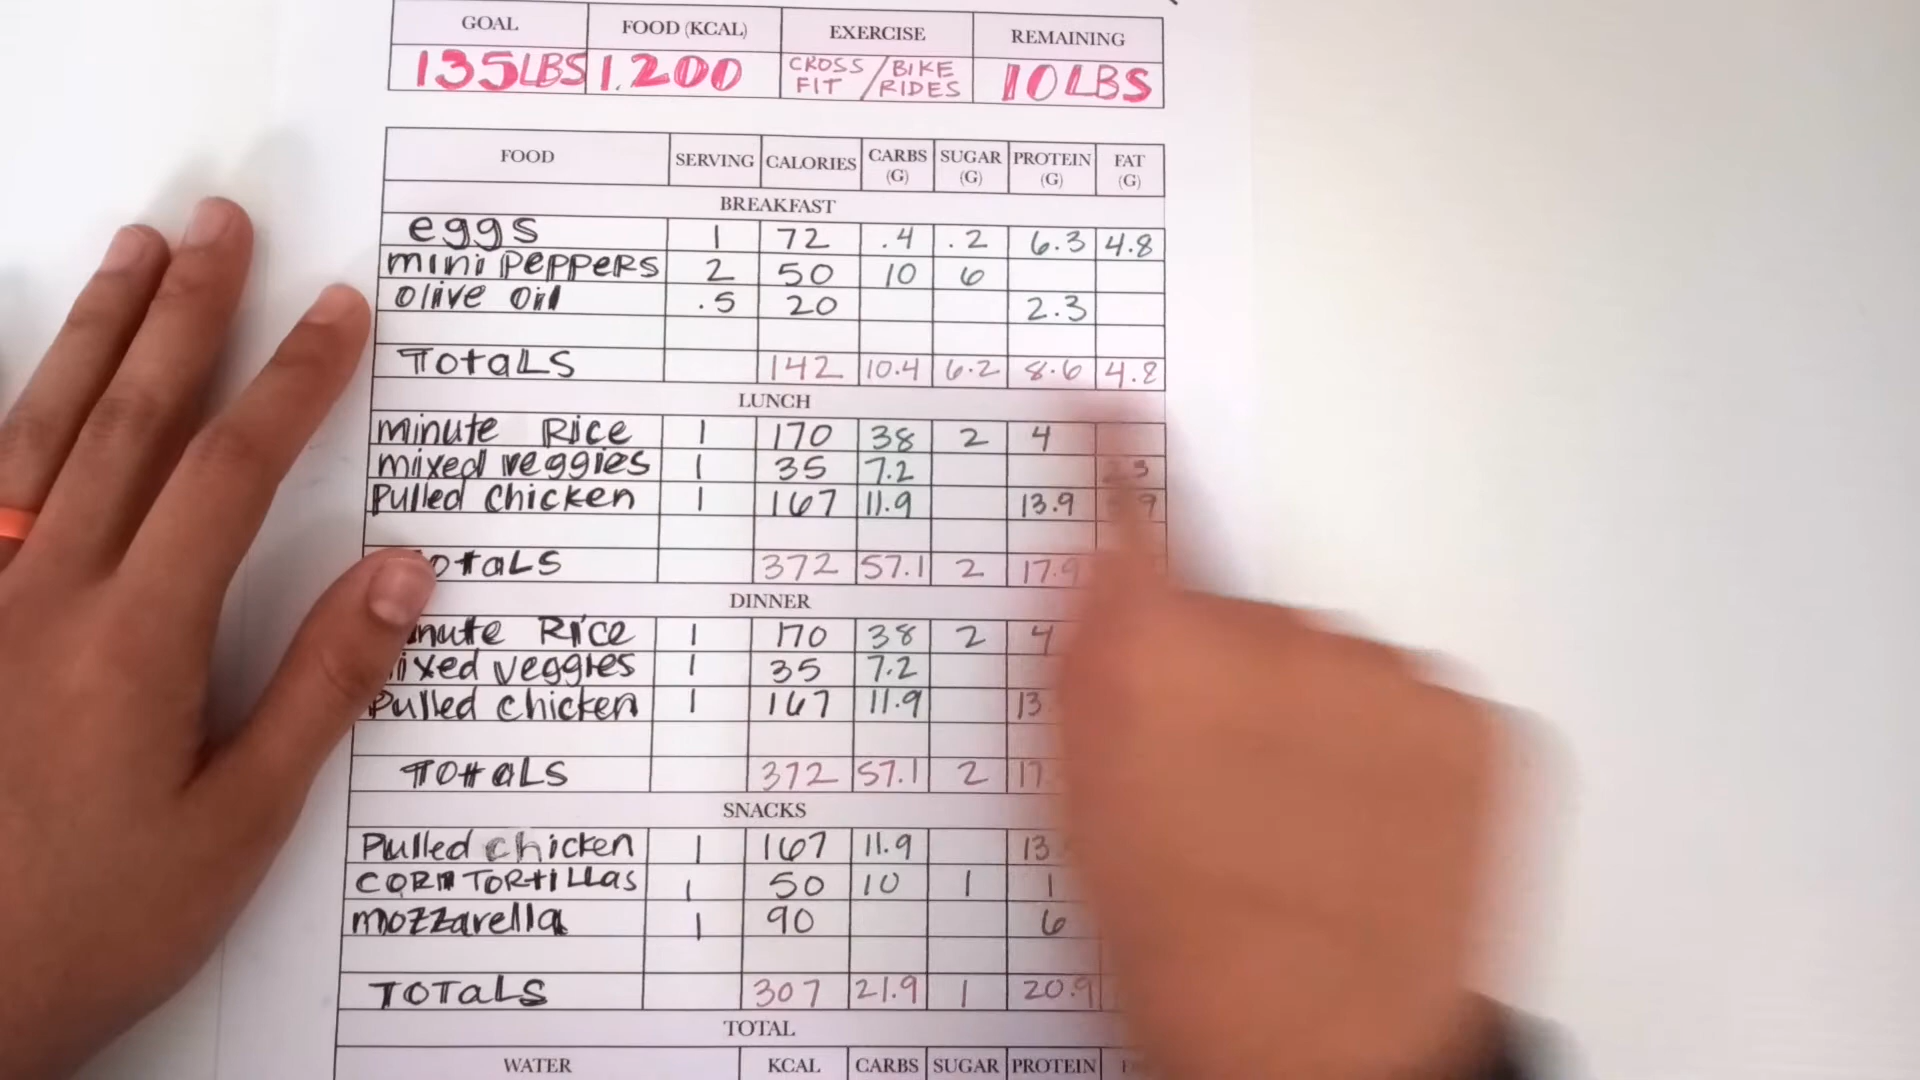 GOAL FOOD (KCAL) EXERCISE REMAINING
135LBS 1,200 CROSS FIT / BIKE RIDES 10LBS
FOOD SERVING CALORIES CARBS (G) SUGAR (G) PROTEIN (G) FAT (G)
BREAKFAST
eggs 1 72 .4 .2 6.3 4.8
mini peppers 2 50 10 6
olive oil .5 20 2.3
Totals 142 10.4 6.2 8.6 4.8
LUNCH
minute Rice 1 170 38 2 4
mixed veggies 1 35 7.2
Pulled chicken 1 167 11.9 13.9
372 57.1 2 17.9
DINNER
Rice 1 170 38 2 4
veggies 1 35 7.2
Pulled chicken 1 167 11.9
Totals 372 57.1 2
SNACKS
Pulled chicken 1 167 11.9
CORN TORtiLLas 1 50 10 1 1
mozzarella 1 90 6
TOTaLS 307 21.9 1 20.9
TOTAL
WATER KCAL CARBS SUGAR PROTEIN